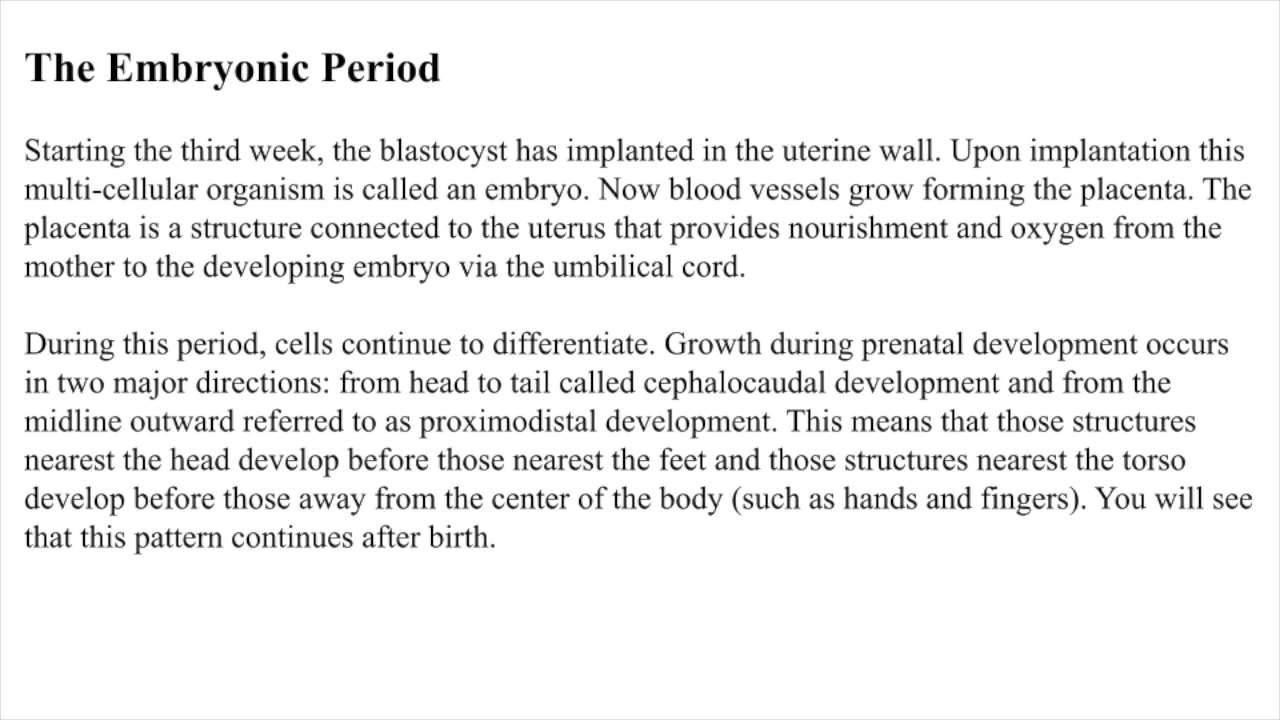 The Embryonic Period
Starting the third week, the blastocyst has implanted in the uterine wall. Upon implantation this
multi-cellular organism is called an embryo. Now blood vessels grow forming the placenta. The
placenta is a structure connected to the uterus that provides nourishment and oxygen from the
mother to the developing embryo via the umbilical cord.
During this period, cells continue to differentiate. Growth during prenatal development occurs
in two major directions: from head to tail called cephalocaudal development and from the
midline outward referred to as proximodistal development. This means that those structures
nearest the head develop before those nearest the feet and those structures nearest the torso
develop before those away from the center of the body (such as hands and fingers). You will see
that this pattern continues after birth.